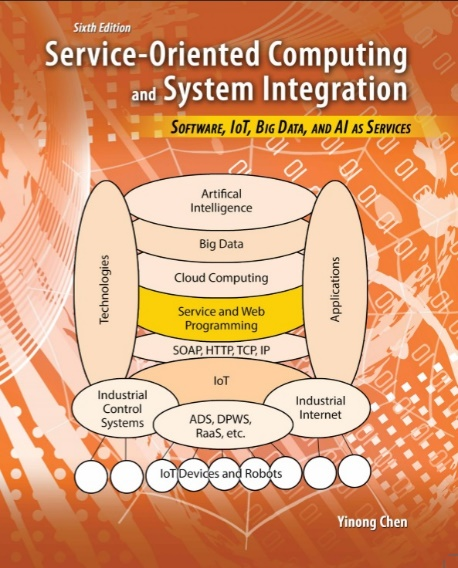 Sixth Edition
Service-Oriented Computing
and System Integration
SOFTWARE, IOT, BIG DATA, AND AI AS SERVICES
Artifical
Intelligence
Big Data
Cloud Computing
Service and Web
Programming
SOAP, HTTP, TCP, IP
IoT
Technologies
Applications
Industrial
Control
Systems
ADS, DPWS,
RaaS, etc.
Industrial
Internet
IoT Devices and Robots
Yinong Chen